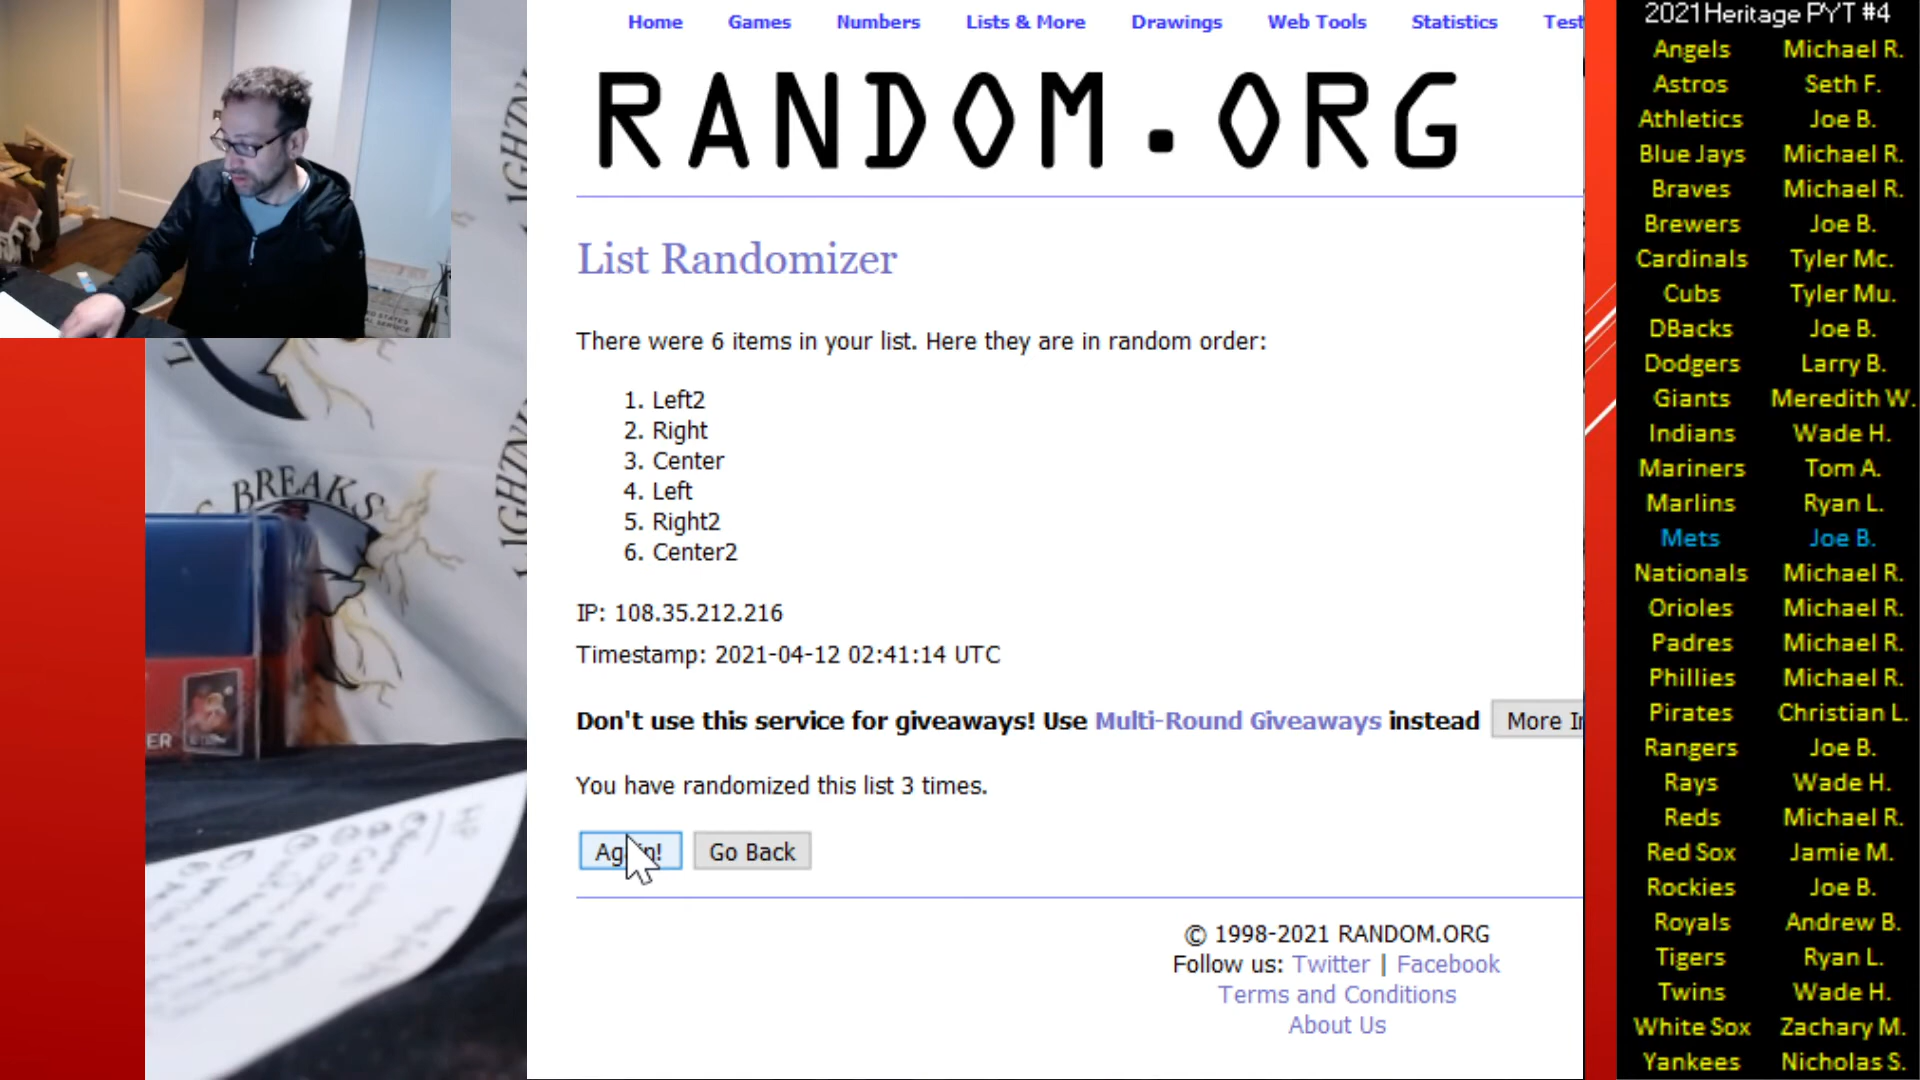 Home Games Numbers Lists & More Drawings Web Tools Statistics Test
RANDOM.ORG
List Randomizer
There were 6 items in your list. Here they are in random order:
1. Left2
2. Right
3. Center
4. Left
5. Right2
6. Center2
IP: 108.35.212.216
Timestamp: 2021-04-12 02:41:14 UTC
Don't use this service for giveaways! Use Multi-Round Giveaways instead More In
You have randomized this list 3 times.
Again! Go Back
© 1998-2021 RANDOM.ORG
Follow us: Twitter | Facebook
Terms and Conditions
About Us
2021 Heritage PYT #4
Angels Michael R.
Astros Seth F.
Athletics Joe B.
Blue Jays Michael R.
Braves Michael R.
Brewers Joe B.
Cardinals Tyler Mc.
Cubs Tyler Mu.
DBacks Joe B.
Dodgers Larry B.
Giants Meredith W.
Indians Wade H.
Mariners Tom A.
Marlins Ryan L.
Mets Joe B.
Nationals Michael R.
Orioles Michael R.
Padres Michael R.
Phillies Michael R.
Pirates Christian L.
Rangers Joe B.
Rays Wade H.
Reds Michael R.
Red Sox Jamie M.
Rockies Joe B.
Royals Andrew B.
Tigers Ryan L.
Twins Wade H.
White Sox Zachary M.
Yankees Nicholas S.
BREAKS
ER